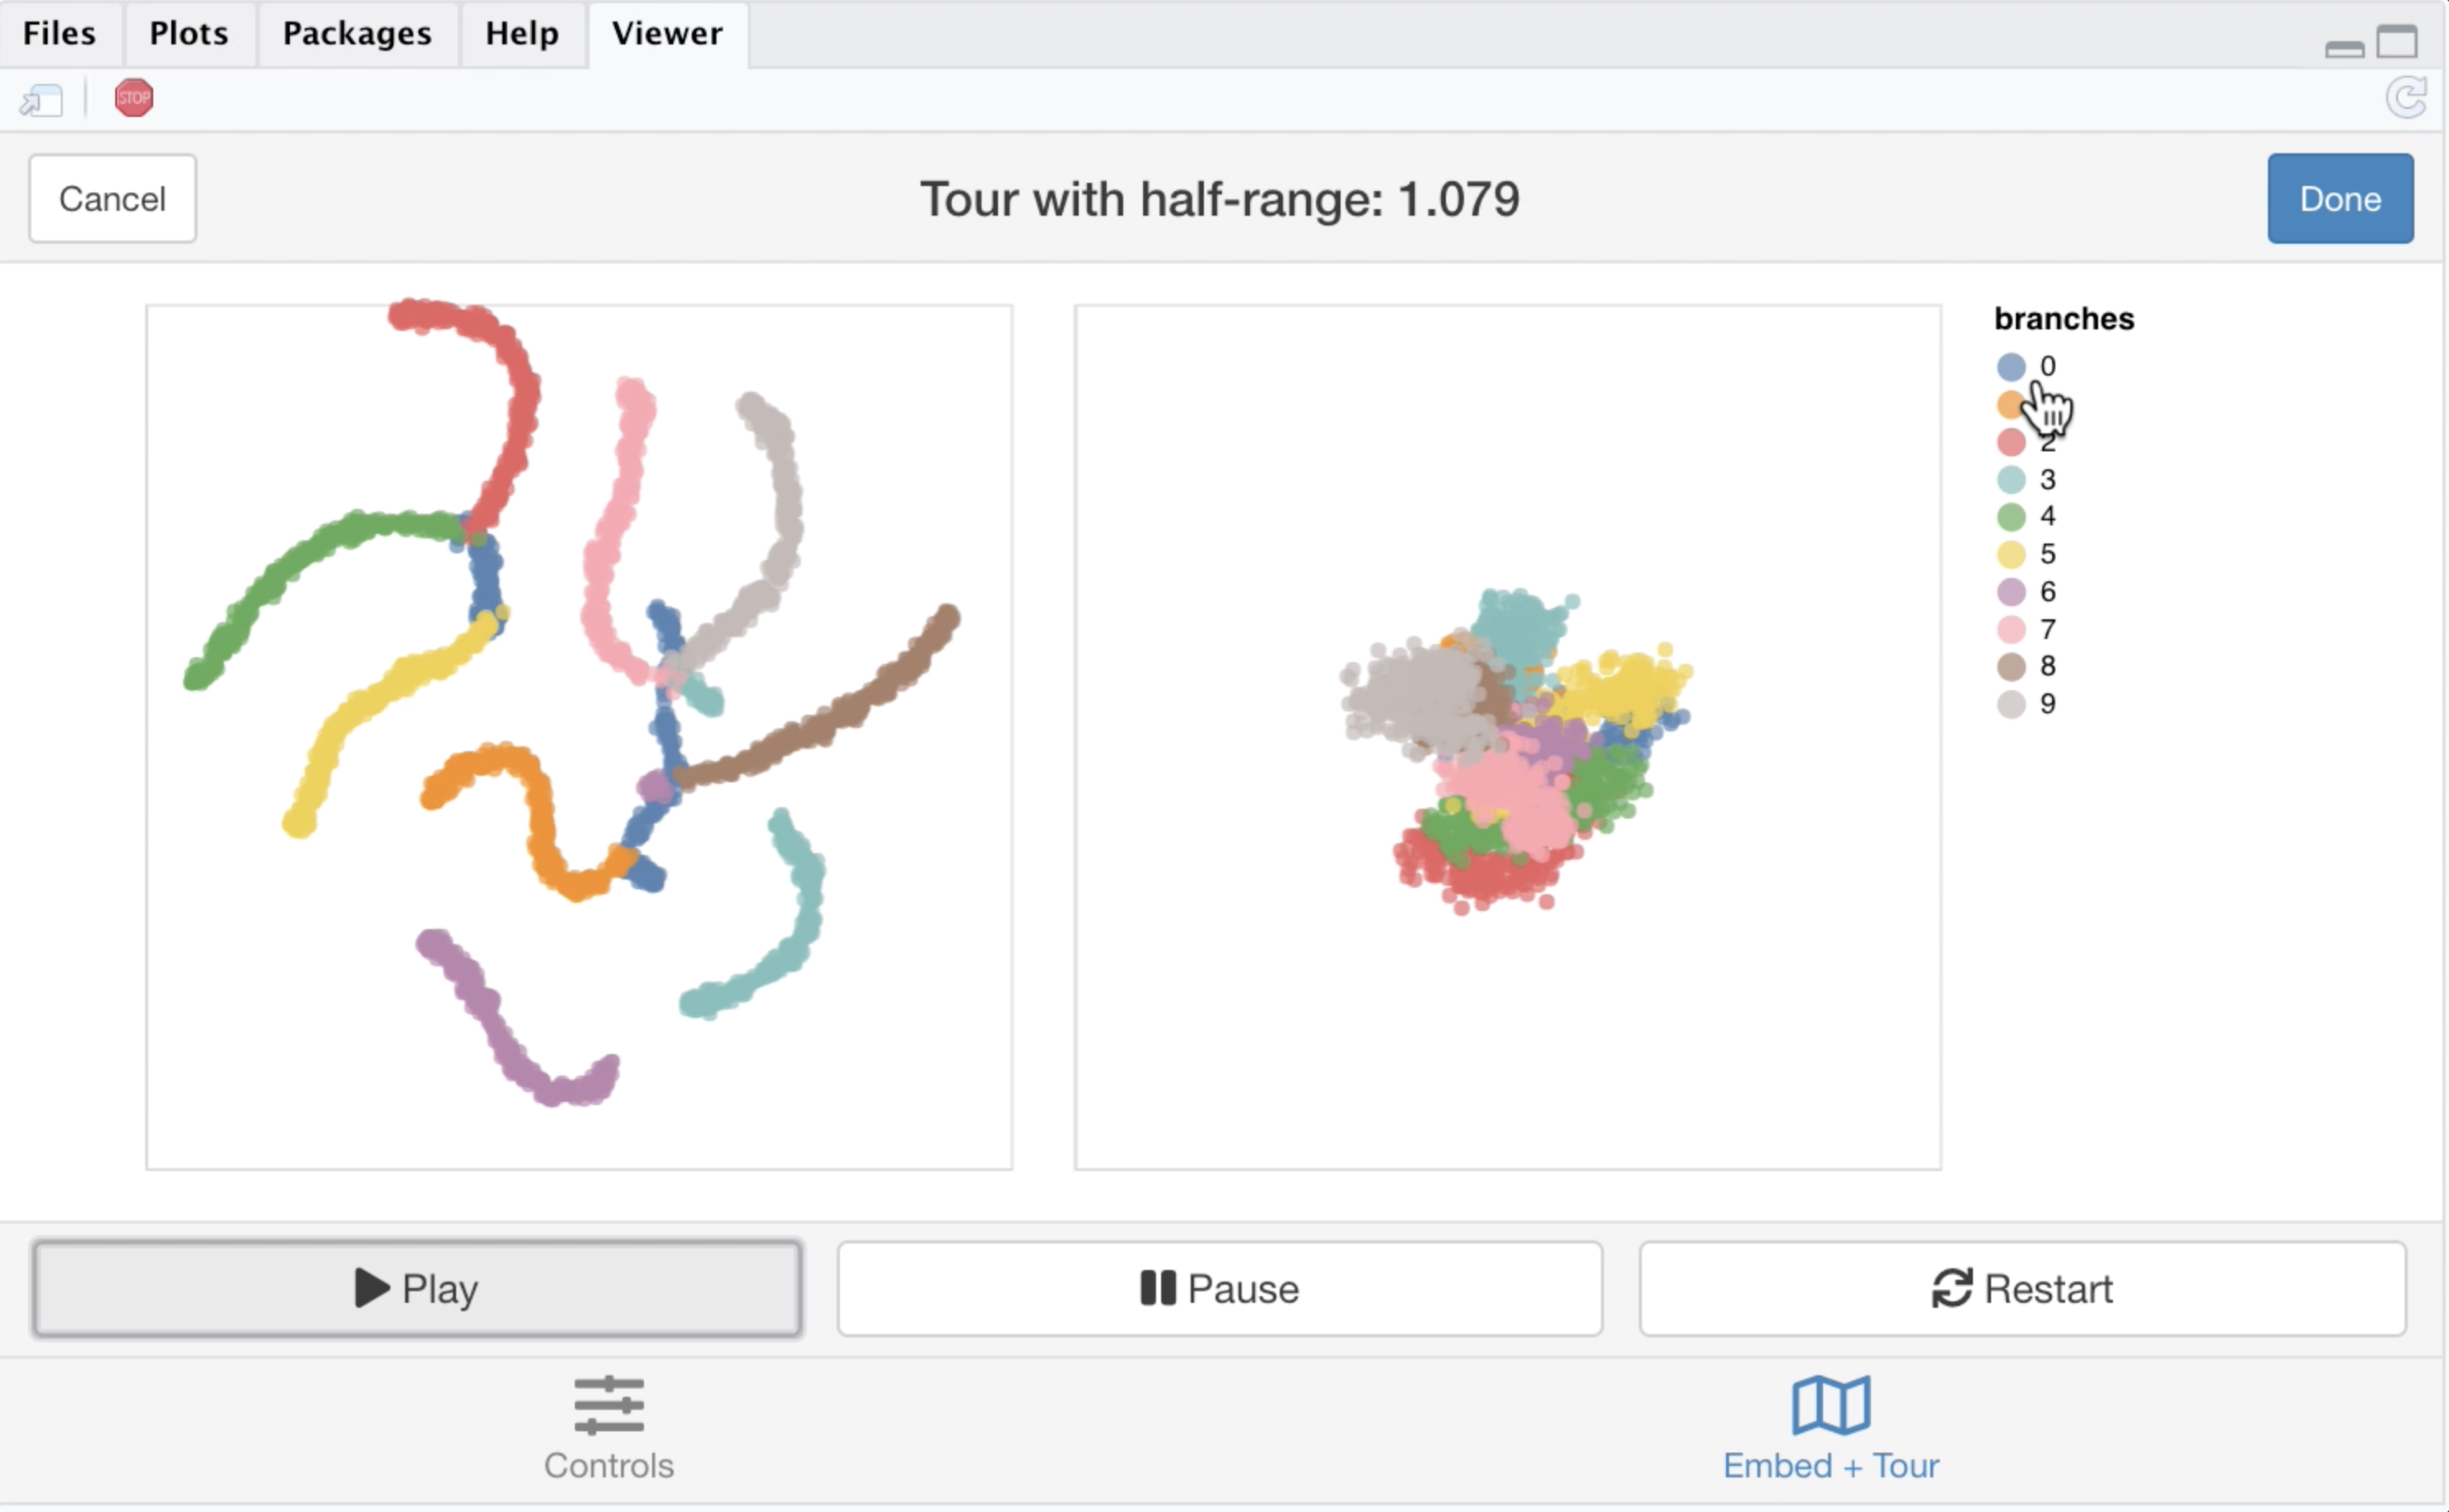 Files Plots Packages Help Viewer
STOP
Cancel Tour with half-range: 1.079 Done
branches
0
2
3
4
5
6
7
8
9
Play Pause Restart
Controls Embed + Tour